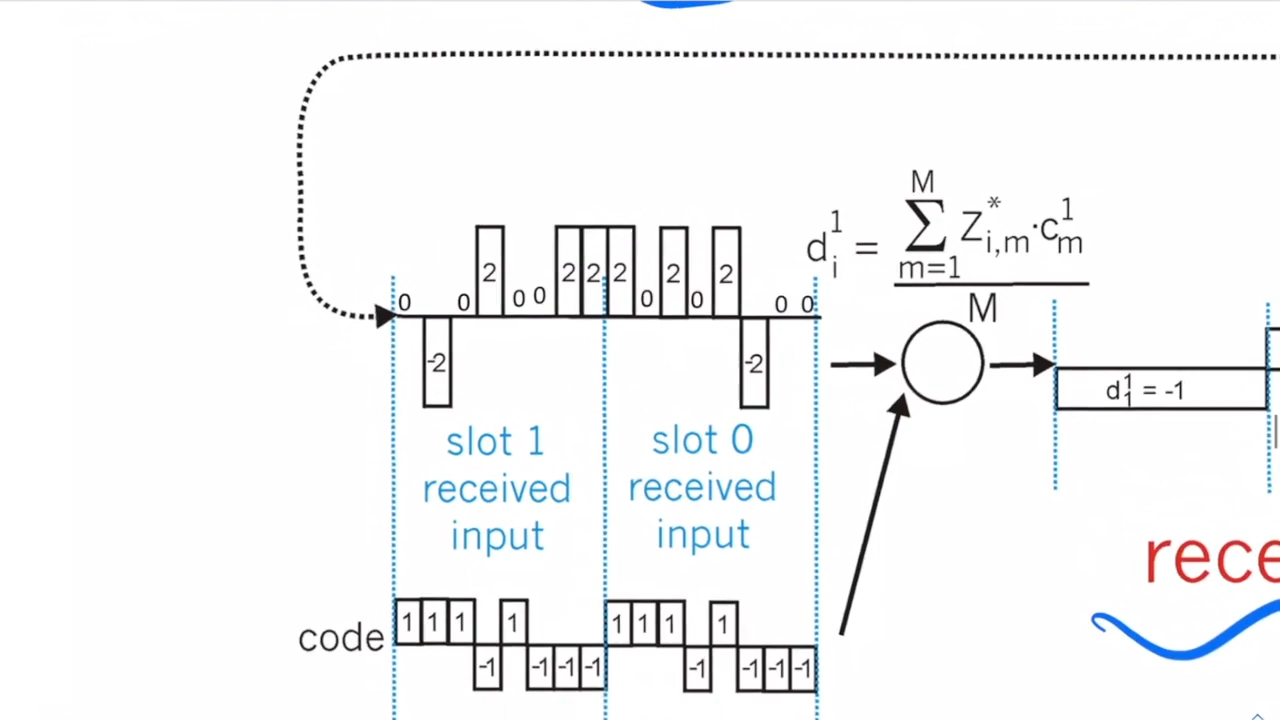 M
d_i^1 = ∑ Z*_{i,m} · c_m^1
m=1
M
0 -2 0 2 0 0 2 2 2 0 2 0 2 -2 0 0
d_1^1 = -1
slot 1 received input
slot 0 received input
code 1 1 1 -1 1 -1 -1 -1 1 1 1 -1 1 -1 -1 -1
rece